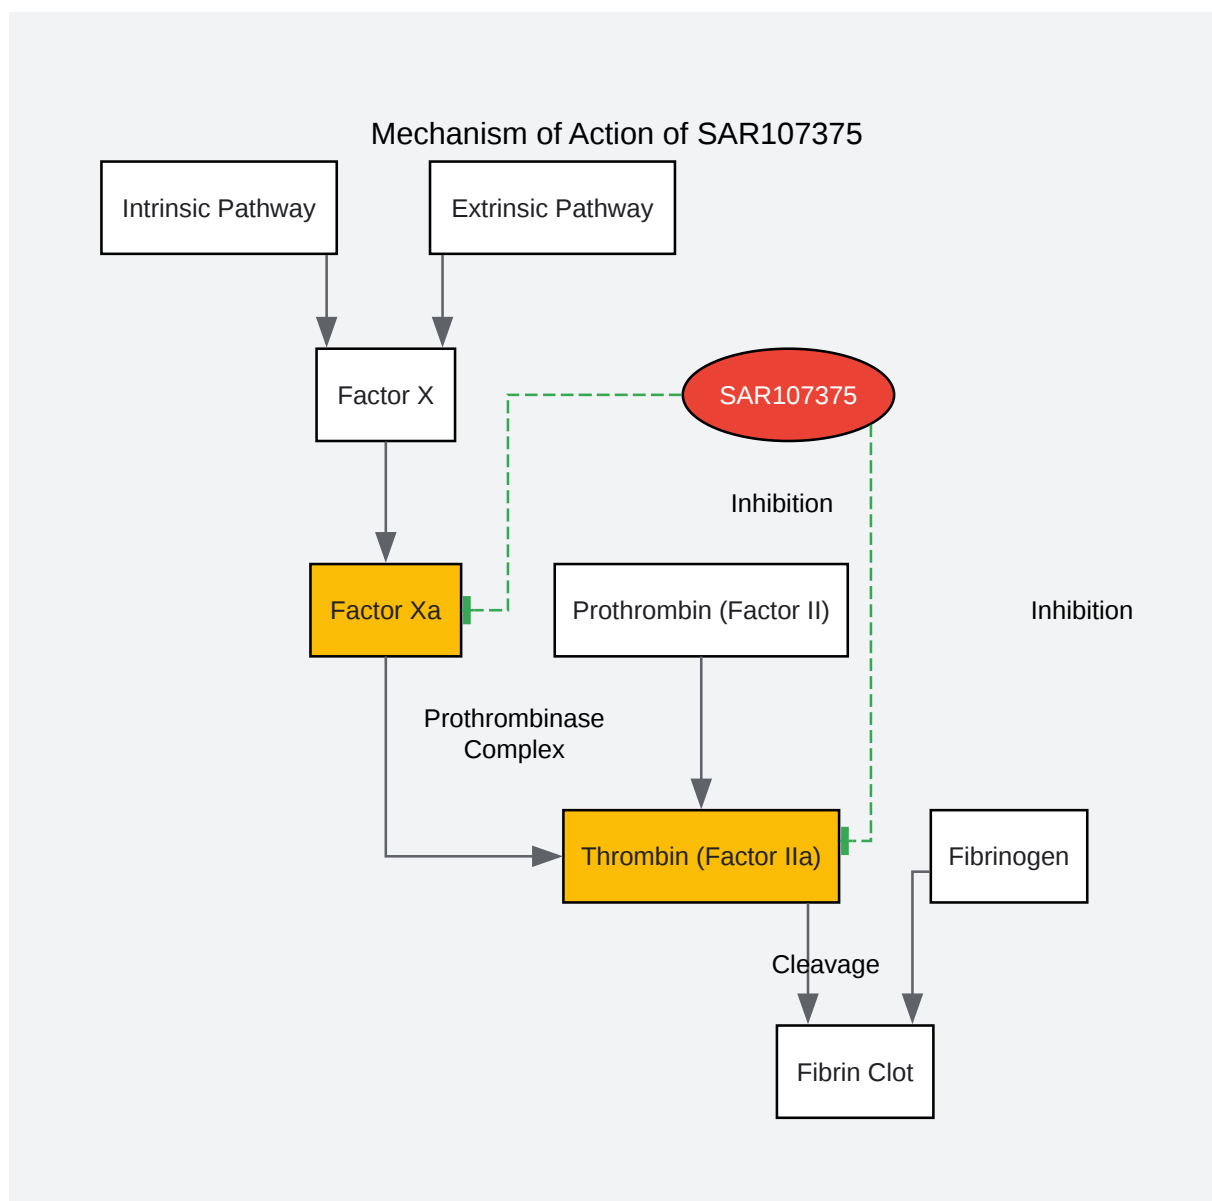 Mechanism of Action of SAR107375
Intrinsic Pathway
Extrinsic Pathway
Factor X
SAR107375
Inhibition
Factor Xa
Prothrombin (Factor II)
Inhibition
Prothrombinase
Complex
Thrombin (Factor IIa)
Fibrinogen
Cleavage
Fibrin Clot